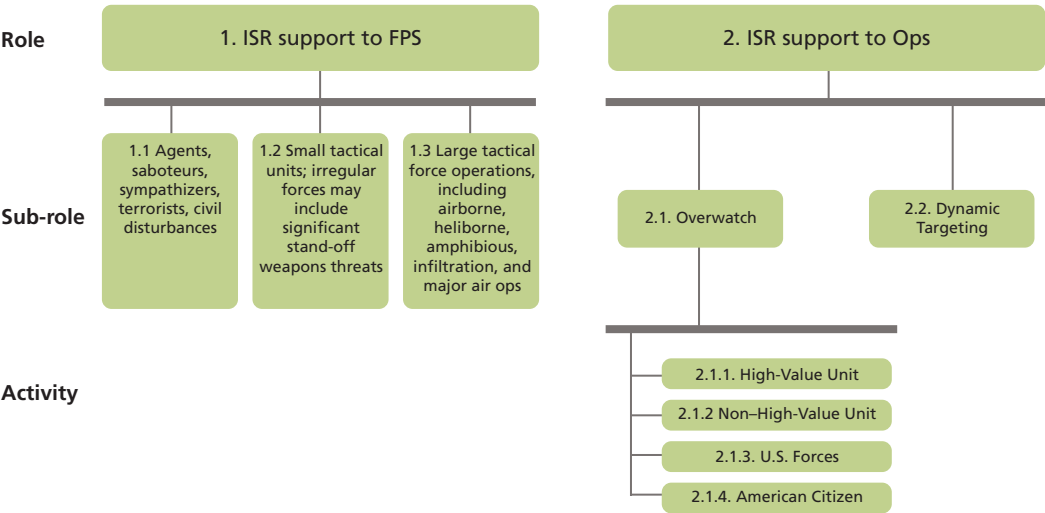 Role
1. ISR support to FPS
2. ISR support to Ops
Sub-role
1.1 Agents,
saboteurs,
sympathizers,
terrorists, civil
disturbances
1.2 Small tactical
units; irregular
forces may
include
significant
stand-off
weapons threats
1.3 Large tactical
force operations,
including
airborne,
heliborne,
amphibious,
infiltration, and
major air ops
2.1. Overwatch
2.2. Dynamic
Targeting
Activity
2.1.1. High-Value Unit
2.1.2 Non–High-Value Unit
2.1.3. U.S. Forces
2.1.4. American Citizen